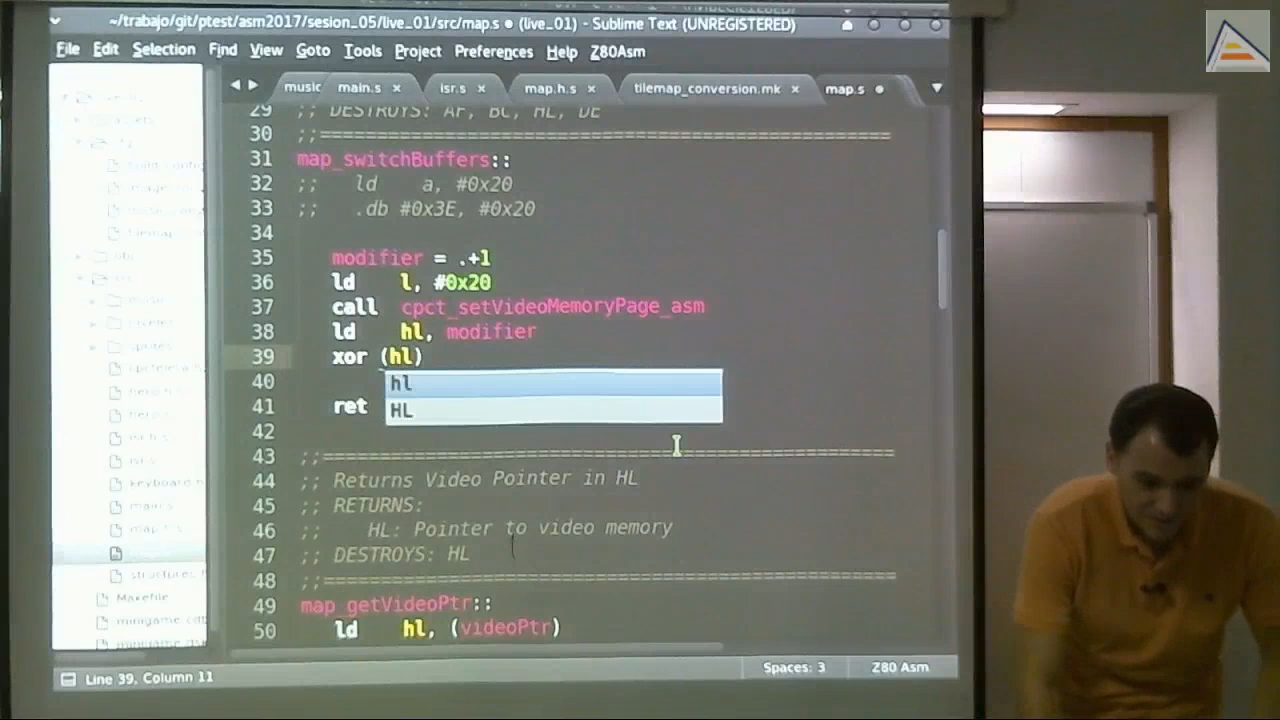 ~/trabajo/git/ptest/asm2017/sesion_05/live_01/src/map.s • (live_01) - Sublime Text (UNREGISTERED)
File Edit Selection Find View Goto Tools Project Preferences Help Z80Asm
music main.s × isr.s × map.h.s × tilemap_conversion.mk × map.s •
29 ;; DESTROYS: AF, BC, HL, DE
30 ;;======================================================
31 map_switchBuffers::
32 ;; ld a, #0x20
33 ;; .db #0x3E, #0x20
34
35 modifier = .+1
36 ld l, #0x20
37 call cpct_setVideoMemoryPage_asm
38 ld hl, modifier
39 xor (hl)
hl
40
HL
41 ret
42
43 ;;======================================================
44 ;; Returns Video Pointer in HL
45 ;; RETURNS:
46 ;; HL: Pointer to video memory
47 ;; DESTROYS: HL
48 ;;======================================================
49 map_getVideoPtr::
50 ld hl, (videoPtr)
keyboard.h
main.s
map.h.s
structures.h
Makefile
Line 39, Column 11
Spaces: 3
Z80 Asm